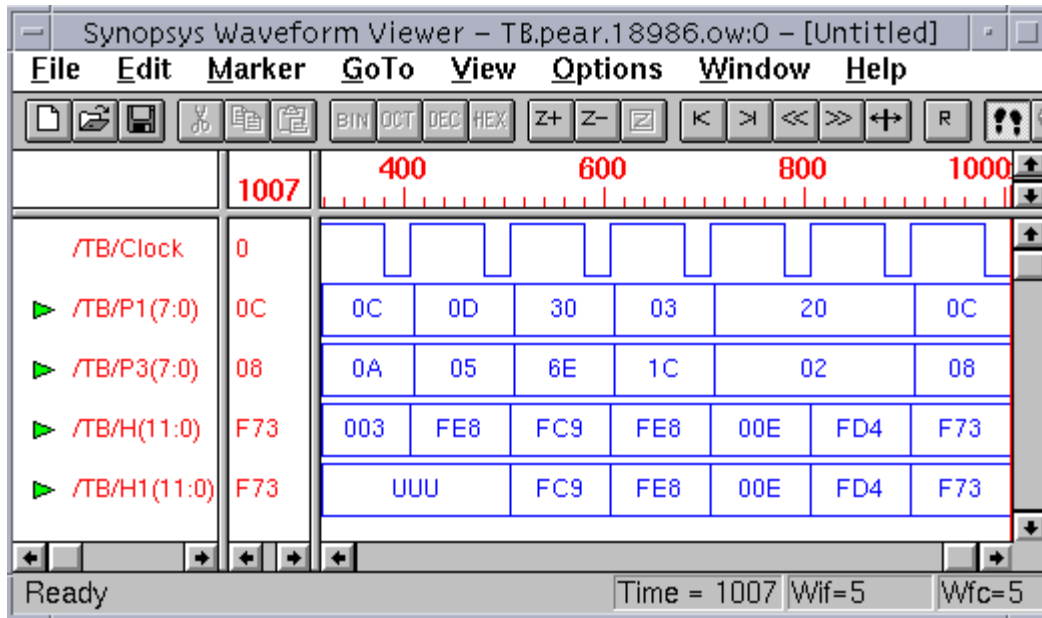 Synopsys Waveform Viewer – TB.pear.18986.ow:0 – [Untitled]
File Edit Marker GoTo View Options Window Help
BIN OCT DEC HEX Z+ Z− Z K > << >> R
1007 400 600 800 1000
/TB/Clock 0
/TB/P1(7:0) 0C 0C 0D 30 03 20 0C
/TB/P3(7:0) 08 0A 05 6E 1C 02 08
/TB/H(11:0) F73 003 FE8 FC9 FE8 00E FD4 F73
/TB/H1(11:0) F73 UUU FC9 FE8 00E FD4 F73
Ready Time = 1007 Wif=5 Wfc=5